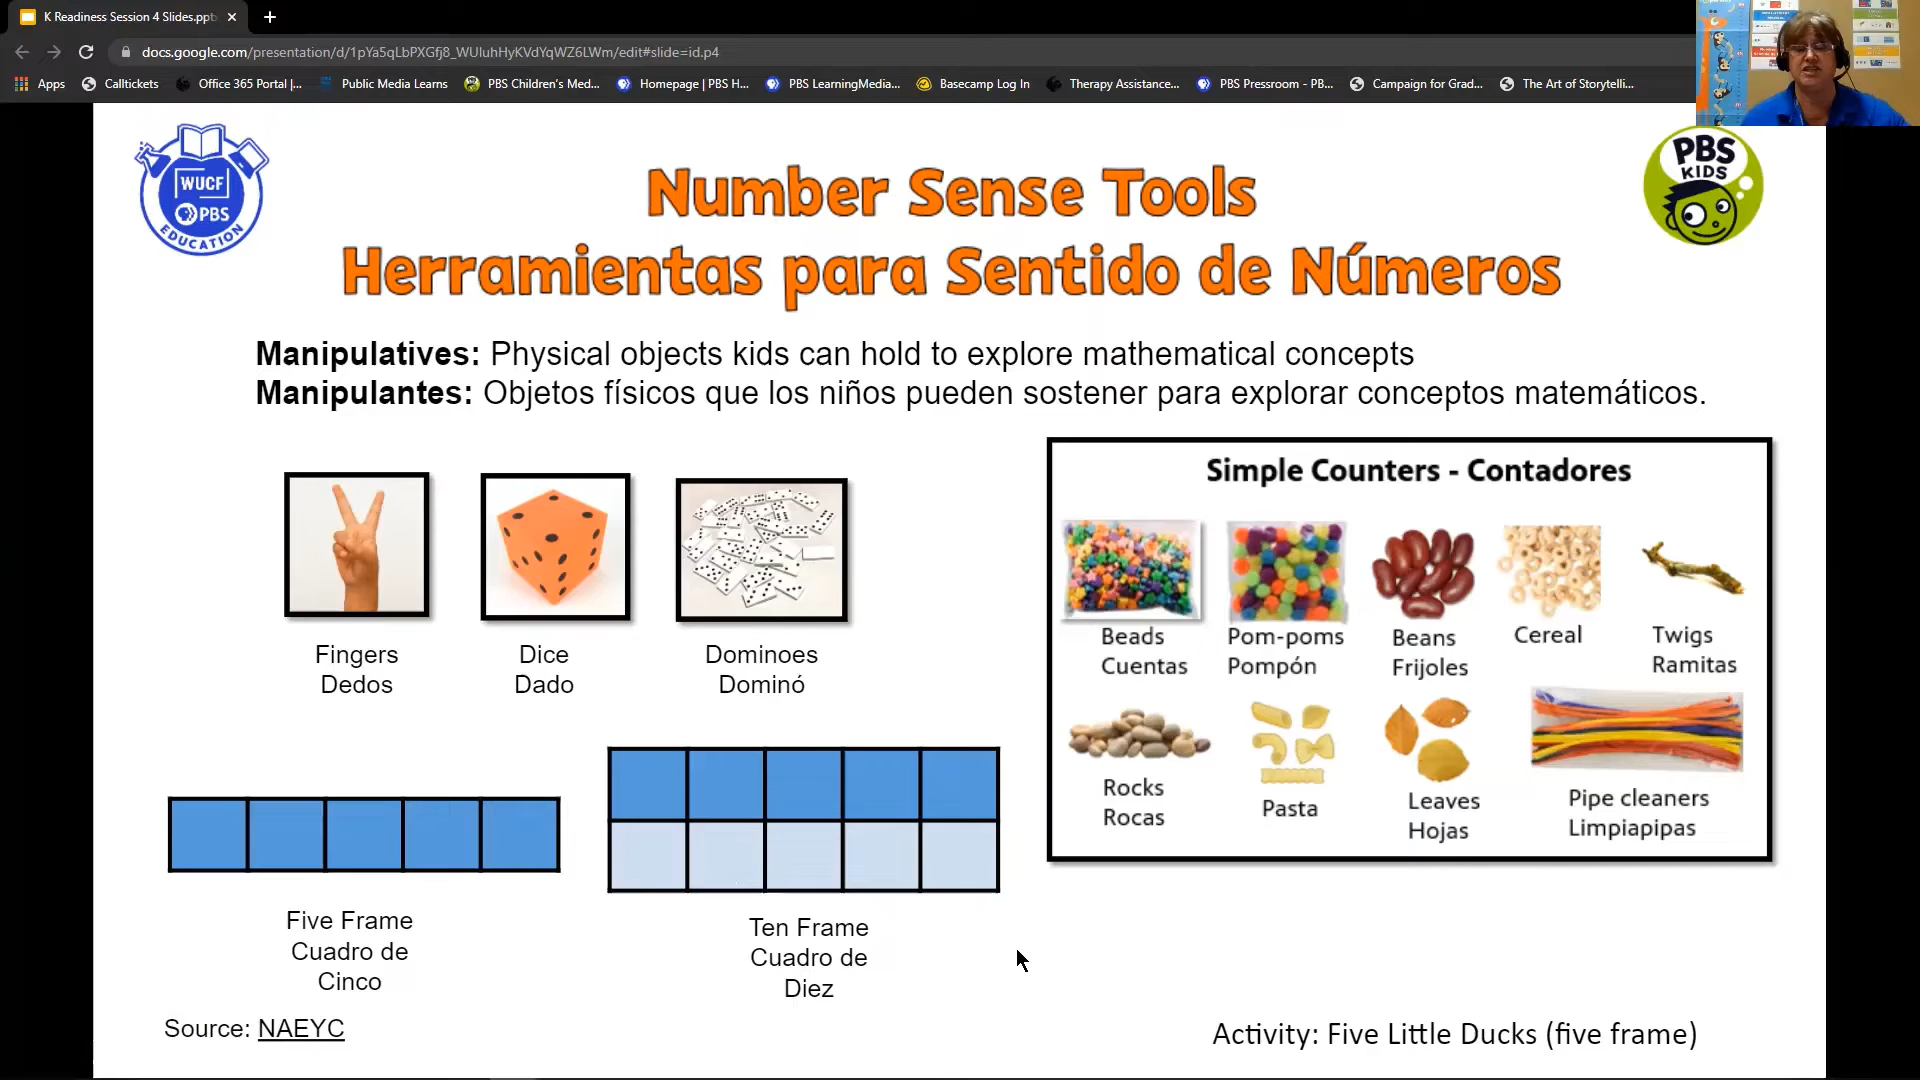 K Readiness Session 4 Slides.ppt
docs.google.com/presentation/d/1pYa5qLbPXGfj8_WUluhHyKVdYqWZ6LWm/edit#slide=id.p4
Apps
Calltickets
Office 365 Portal |...
Public Media Learns
PBS Children's Med...
Homepage | PBS H...
PBS LearningMedia...
Basecamp Log In
Therapy Assistance...
PBS Pressroom - PB...
Campaign for Grad...
The Art of Storytelli...
WUCF
PBS
EDUCATION
PBS
KIDS
Number Sense Tools
Herramientas para Sentido de Números
Manipulatives: Physical objects kids can hold to explore mathematical concepts
Manipulantes: Objetos físicos que los niños pueden sostener para explorar conceptos matemáticos.
Fingers
Dedos
Dice
Dado
Dominoes
Dominó
Simple Counters - Contadores
Beads
Cuentas
Pom-poms
Pompón
Beans
Frijoles
Cereal
Twigs
Ramitas
Rocks
Rocas
Pasta
Leaves
Hojas
Pipe cleaners
Limpiapipas
Five Frame
Cuadro de
Cinco
Ten Frame
Cuadro de
Diez
Source: NAEYC
Activity: Five Little Ducks (five frame)